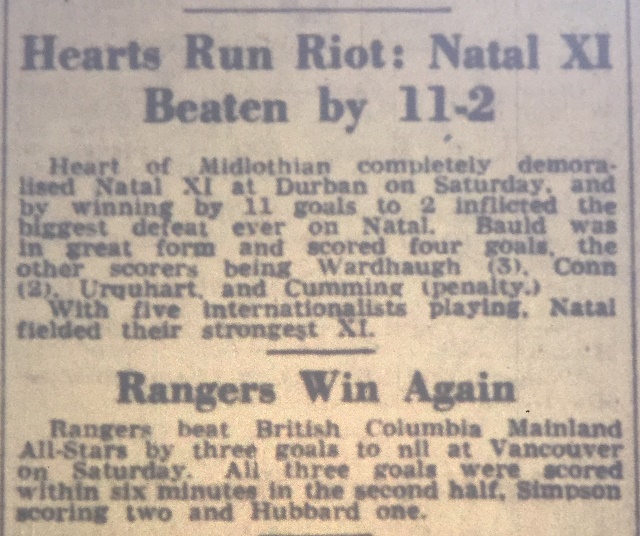 Hearts Run Riot: Natal XI
Beaten by 11-2
Heart of Midlothian completely demora-
lised Natal XI at Durban on Saturday, and
by winning by 11 goals to 2 inflicted the
biggest defeat ever on Natal. Bauld was
in great form and scored four goals, the
other scorers being Wardhaugh (3), Conn
(2), Urquhart, and Cumming (penalty.)
With five internationalists playing, Natal
fielded their strongest XI.
Rangers Win Again
Rangers beat British Columbia Mainland
All-Stars by three goals to nil at Vancouver
on Saturday. All three goals were scored
within six minutes in the second half, Simpson
scoring two and Hubbard one.